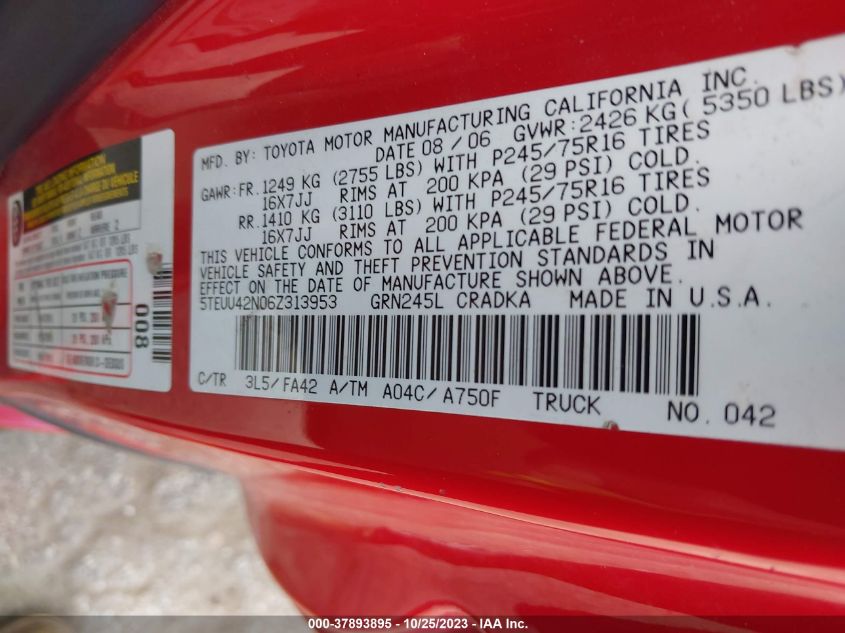 MFD. BY: TOYOTA MOTOR MANUFACTURING CALIFORNIA INC.
DATE 08 / 06 GVWR:2426 KG( 5350 LBS)
GAWR:FR. 1249 KG (2755 LBS) WITH P245/75R16 TIRES
16X7JJ RIMS AT 200 KPA (29 PSI) COLD.
RR. 1410 KG (3110 LBS) WITH P245/75R16 TIRES
16X7JJ RIMS AT 200 KPA (29 PSI) COLD.
THIS VEHICLE CONFORMS TO ALL APPLICABLE FEDERAL MOTOR
VEHICLE SAFETY AND THEFT PREVENTION STANDARDS IN
EFFECT ON THE DATE OF MANUFACTURE SHOWN ABOVE.
5TEUU42N06Z313953 GRN245L CRADKA MADE IN U.S.A.
C/TR 3L5/FA42 A/TM A04C/A750F TRUCK NO. 042
008
IAA-37893895 - 10/25/2023 - IAA Inc.